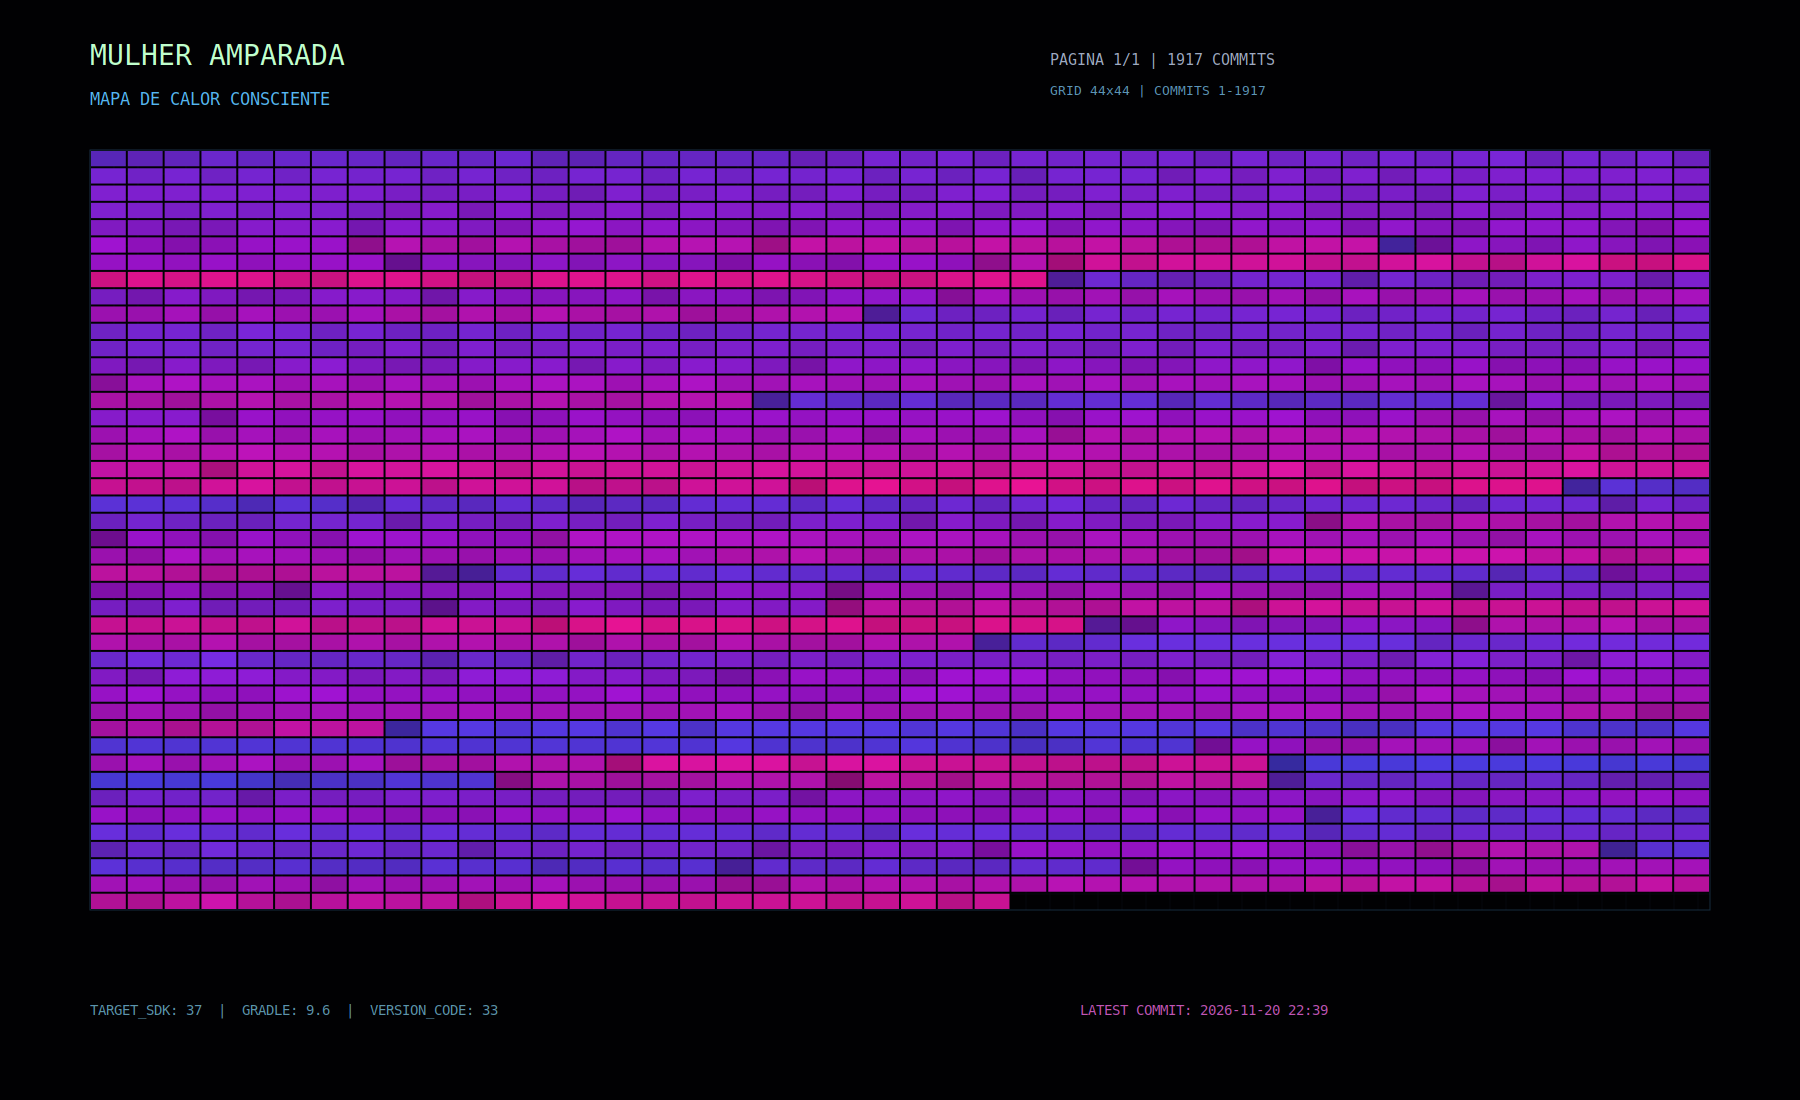 MULHER AMPARADA
MAPA DE CALOR CONSCIENTE
PAGINA 1/1 | 1917 COMMITS
GRID 44x44 | COMMITS 1-1917
TARGET_SDK: 37 | GRADLE: 9.6 | VERSION_CODE: 33
LATEST COMMIT: 2026-11-20 22:39